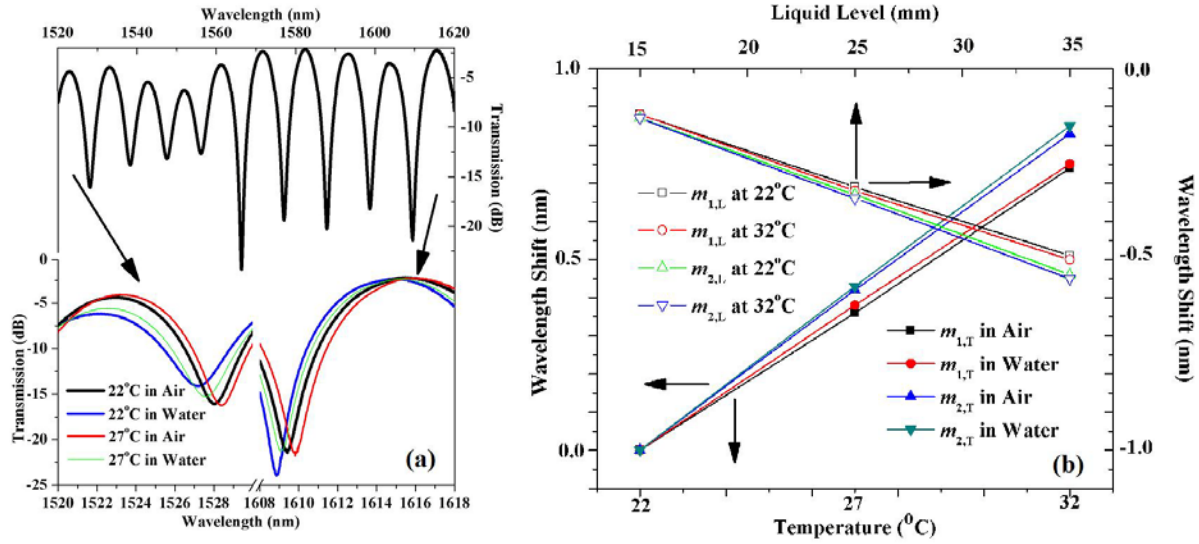 Wavelength (nm)
1520 1540 1560 1580 1600 1620
-5
-10
-15
-20
Transmission (dB)
0
-5
-10
-15
-20
-25
Transmission (dB)
22°C in Air
22°C in Water
27°C in Air
27°C in Water
(a)
1520 1522 1524 1526 1528 1608 1610 1612 1614 1616 1618
Wavelength (nm)
Liquid Level (mm)
15 20 25 30 35
1.0
0.5
0.0
Wavelength Shift (nm)
0.0
-0.5
-1.0
Wavelength Shift (nm)
m1,L at 22°C
m1,L at 32°C
m2,L at 22°C
m2,L at 32°C
m1,T in Air
m1,T in Water
m2,T in Air
m2,T in Water
(b)
22 27 32
Temperature (⁰C)